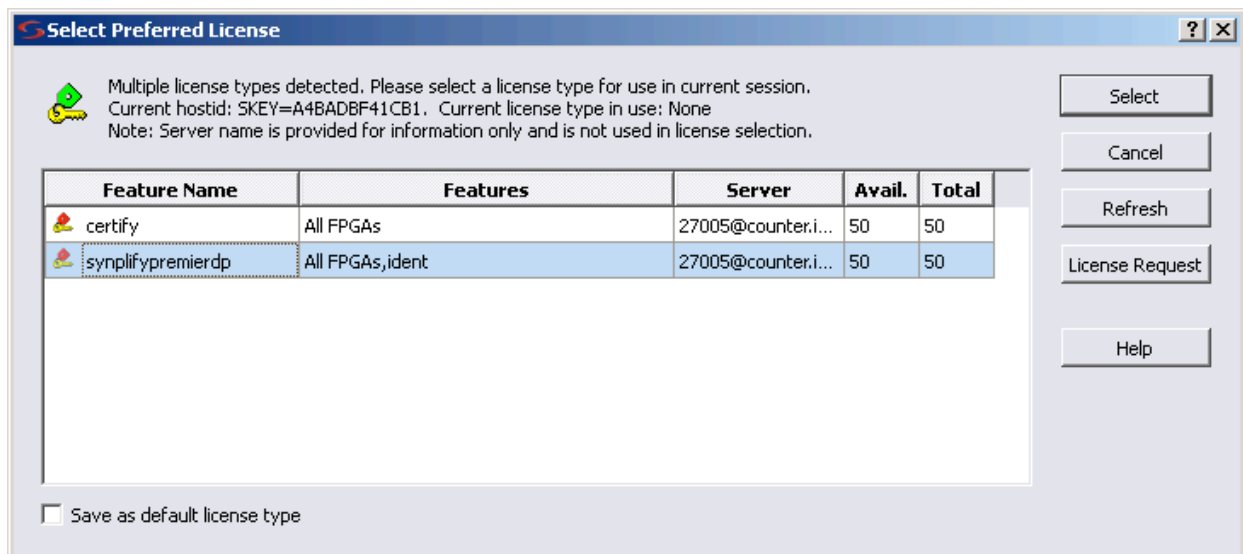 Select Preferred License
Multiple license types detected. Please select a license type for use in current session.
Current hostid: SKEY=A4BADBF41CB1. Current license type in use: None
Note: Server name is provided for information only and is not used in license selection.
Select
Cancel
Refresh
License Request
Help
Feature Name Features Server Avail. Total
certify All FPGAs 27005@counter.i... 50 50
synplifypremierdp All FPGAs,ident 27005@counter.i... 50 50
Save as default license type